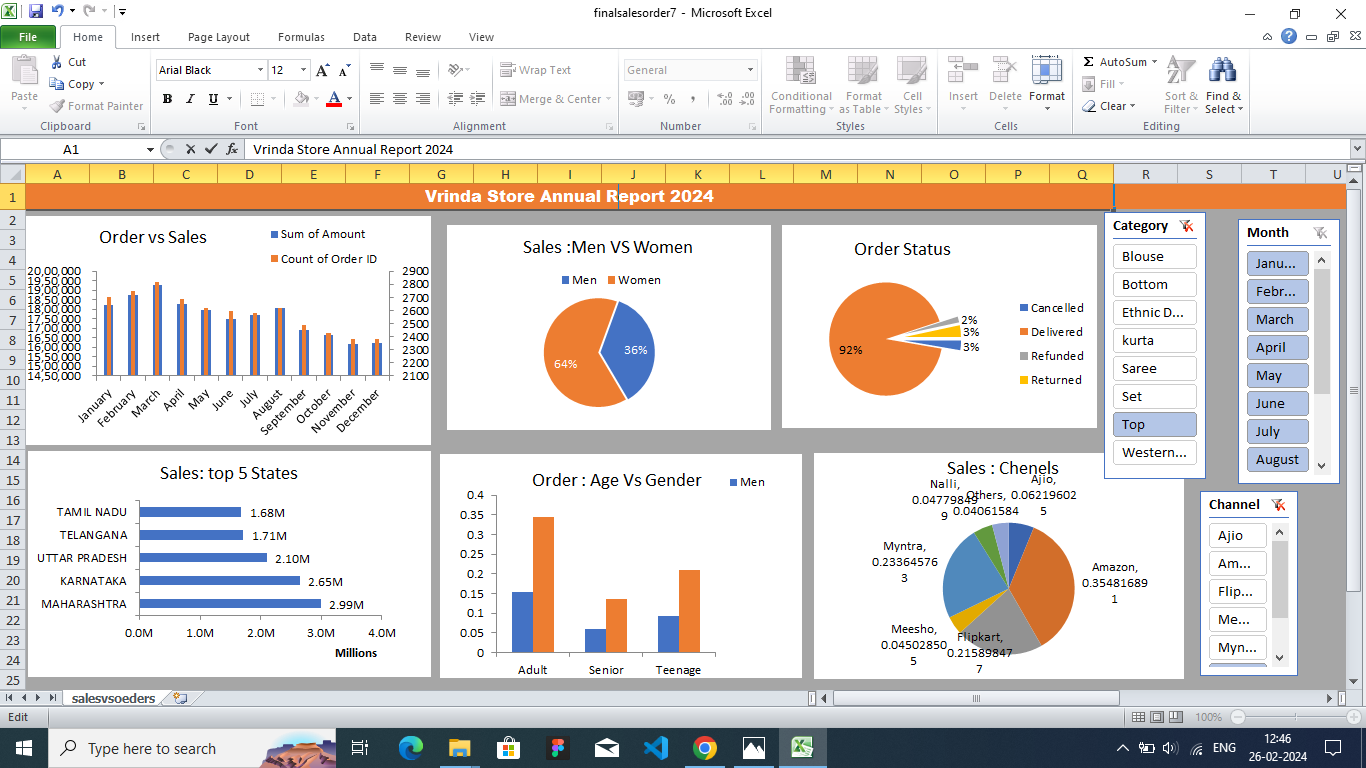 finalsalesorder7 - Microsoft Excel
File Home Insert Page Layout Formulas Data Review View
Paste
Cut
Copy
Format Painter
Clipboard
Arial Black 12
B I U
Font
Wrap Text
Merge & Center
Alignment
General
Number
Conditional Formatting
Format as Table
Cell Styles
Styles
Insert Delete Format
Cells
AutoSum
Fill
Clear
Sort & Filter
Find & Select
Editing
A1 fx Vrinda Store Annual Report 2024
A B C D E F G H I J K L M N O P Q R S T U
1 2 3 4 5 6 7 8 9 10 11 12 13 14 15 16 17 18 19 20 21 22 23 24 25
Vrinda Store Annual Report 2024
Order vs Sales
Sum of Amount
Count of Order ID
20,00,000
19,50,000
19,00,000
18,50,000
18,00,000
17,50,000
17,00,000
16,50,000
16,00,000
15,50,000
15,00,000
14,50,000
2900
2800
2700
2600
2500
2400
2300
2200
2100
January February March April May June July August September October November December
Sales :Men VS Women
Men Women
36%
64%
Order Status
92%
2%
3%
3%
Cancelled
Delivered
Refunded
Returned
Category
Blouse
Bottom
Ethnic D...
kurta
Saree
Set
Top
Western...
Month
Janu...
Febr...
March
April
May
June
July
August
Sales: top 5 States
TAMIL NADU 1.68M
TELANGANA 1.71M
UTTAR PRADESH 2.10M
KARNATAKA 2.65M
MAHARASHTRA 2.99M
0.0M 1.0M 2.0M 3.0M 4.0M
Millions
Order : Age Vs Gender
Men
0.4
0.35
0.3
0.25
0.2
0.15
0.1
0.05
0
Adult Senior Teenage
Sales : Chenels
Nalli, 0.047798499
Others, 0.04061584
Ajio, 0.062196025
Myntra, 0.233645763
Amazon, 0.354816891
Meesho, 0.045028505
Flipkart, 0.215898477
Channel
Ajio
Am...
Flip...
Me...
Myn...
salesvsoeders
Edit
100%
Type here to search
ENG
12:46
26-02-2024